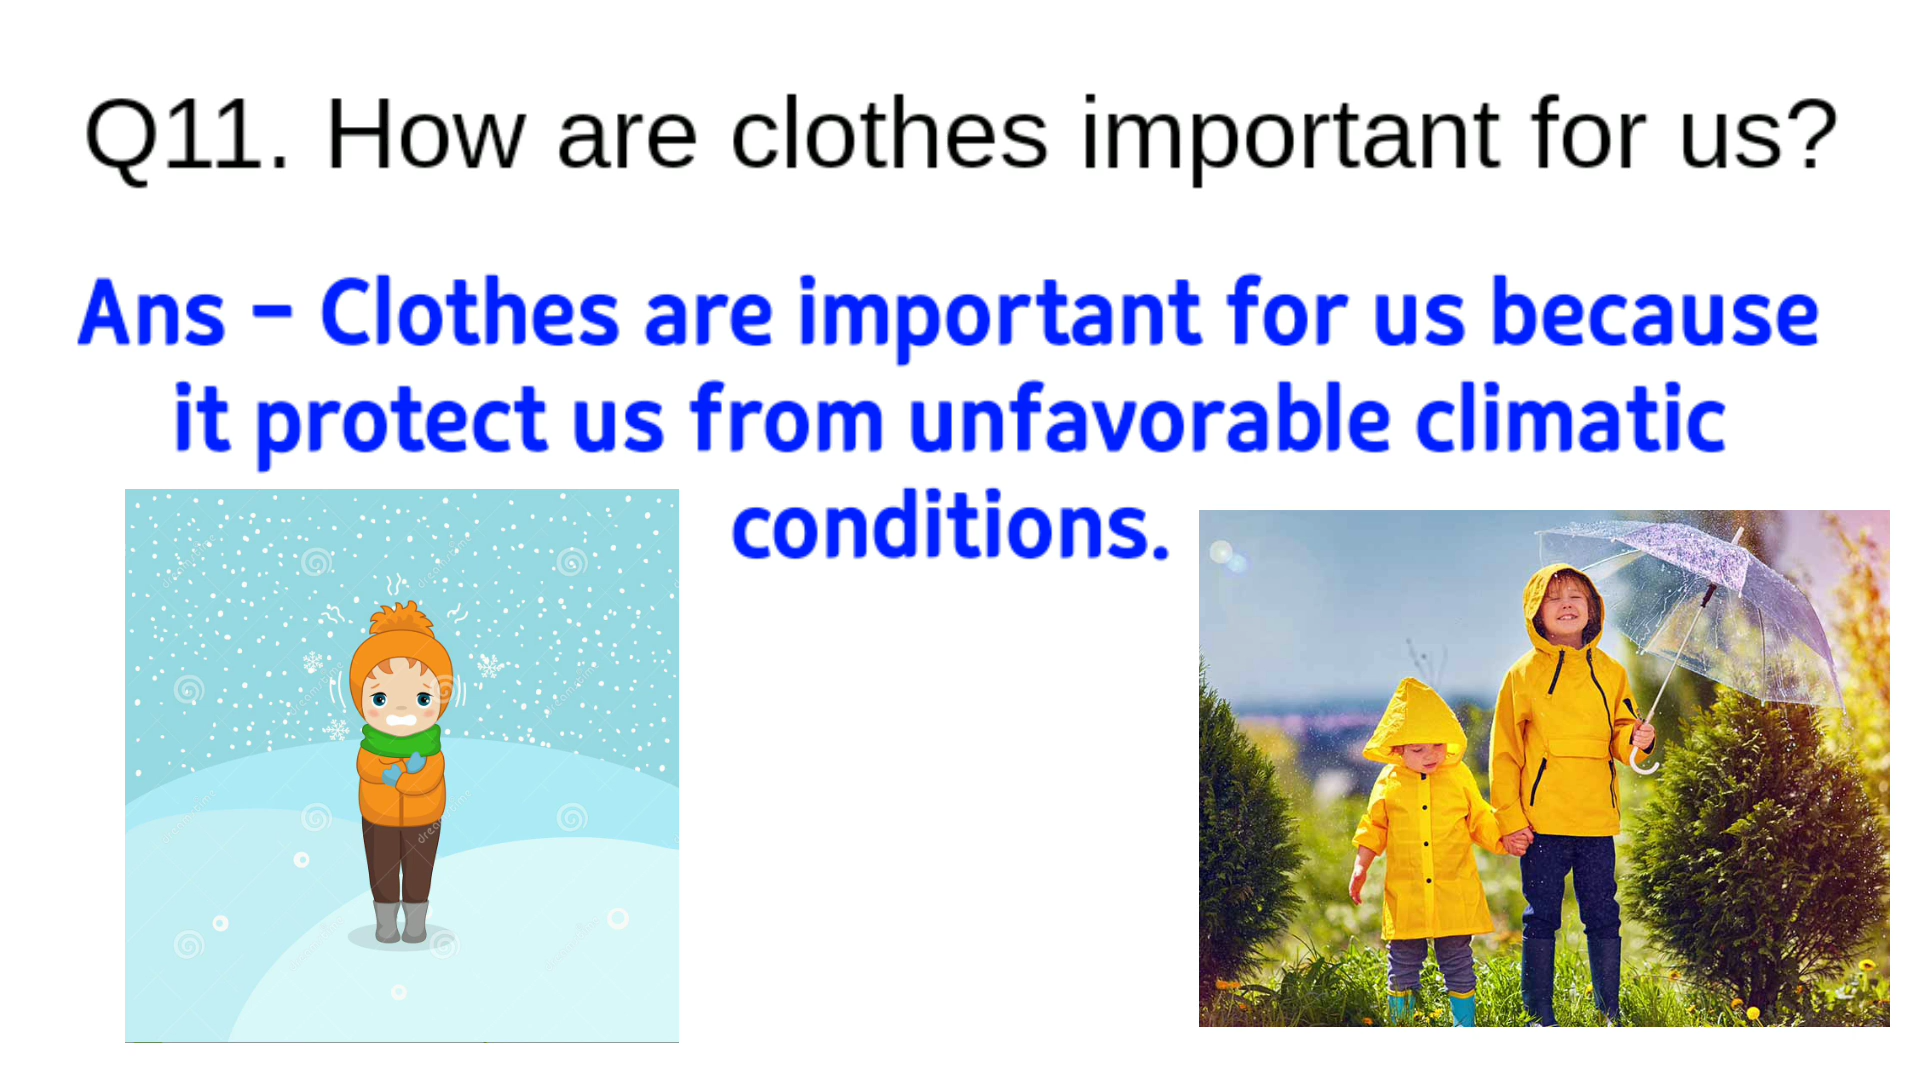 Q11. How are clothes important for us?
Ans - Clothes are important for us because
it protect us from unfavorable climatic
conditions.